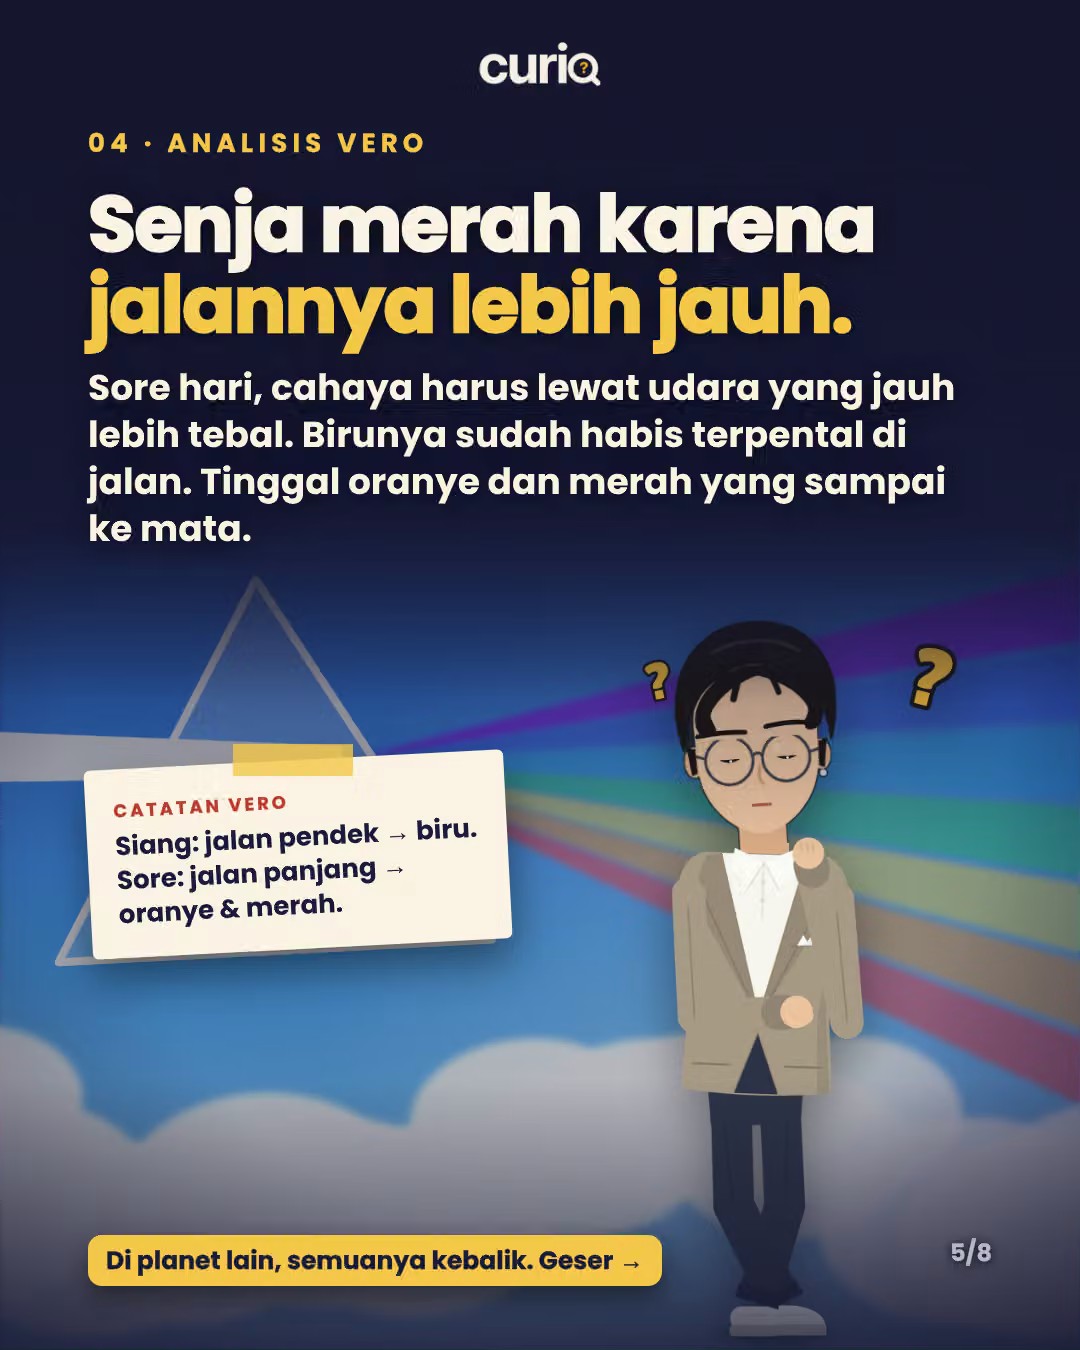 curiq
04 · ANALISIS VERO
Senja merah karena
jalannya lebih jauh.
Sore hari, cahaya harus lewat udara yang jauh
lebih tebal. Birunya sudah habis terpental di
jalan. Tinggal oranye dan merah yang sampai
ke mata.
?
?
CATATAN VERO
Siang: jalan pendek → biru.
Sore: jalan panjang →
oranye & merah.
Di planet lain, semuanya kebalik. Geser →
5/8